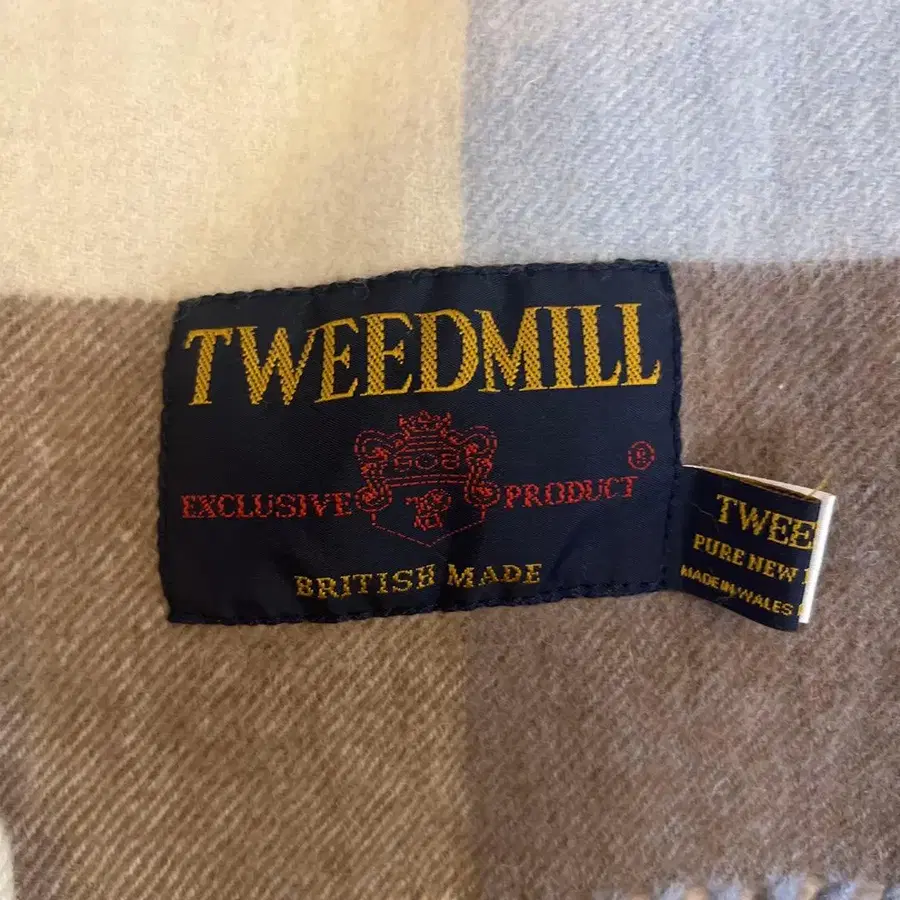 TWEEDMILL
EXCLUSIVE PRODUCT ®
BRITISH MADE
TWEE
PURE NEW
MADE IN WALES